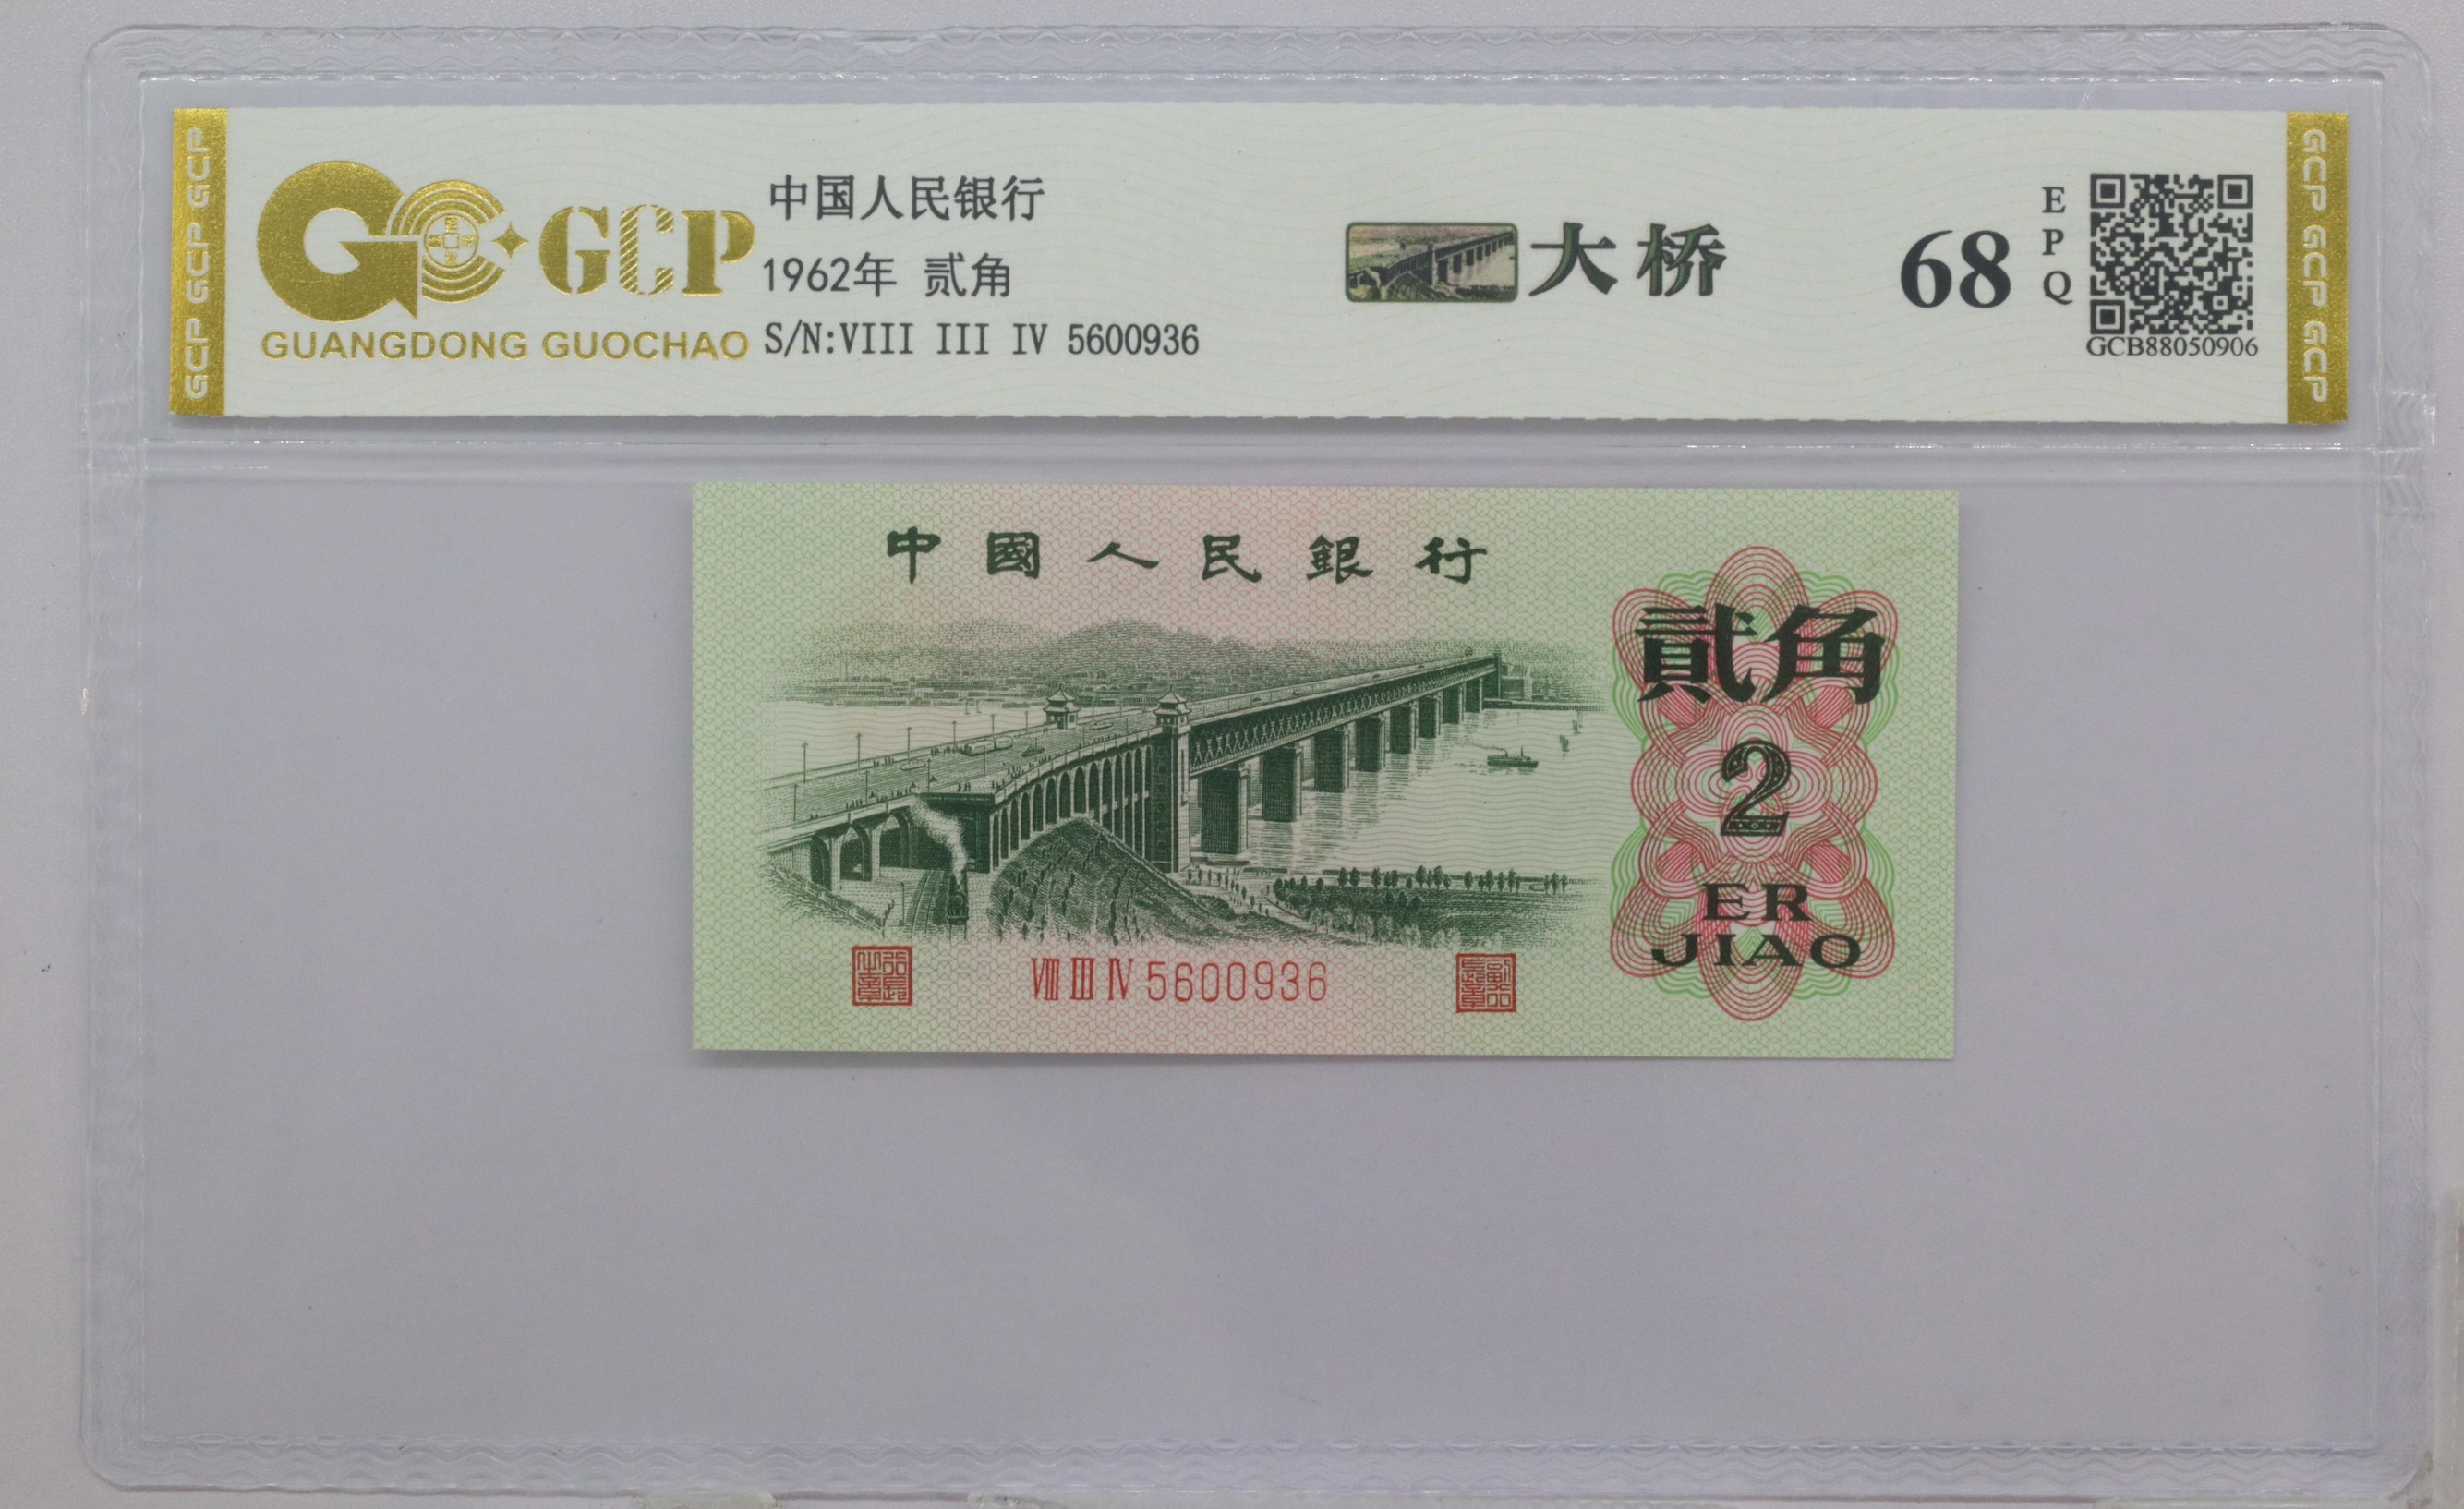 GCP GCP GCP
GCP
GUANGDONG GUOCHAO
中国人民银行
1962年 贰角
S/N:VIII III IV 5600936
大桥
68
EPQ
GCB88050906
GCP GCP GCP
中國人民銀行
貳角
2
ER
JIAO
VIII III IV 5600936